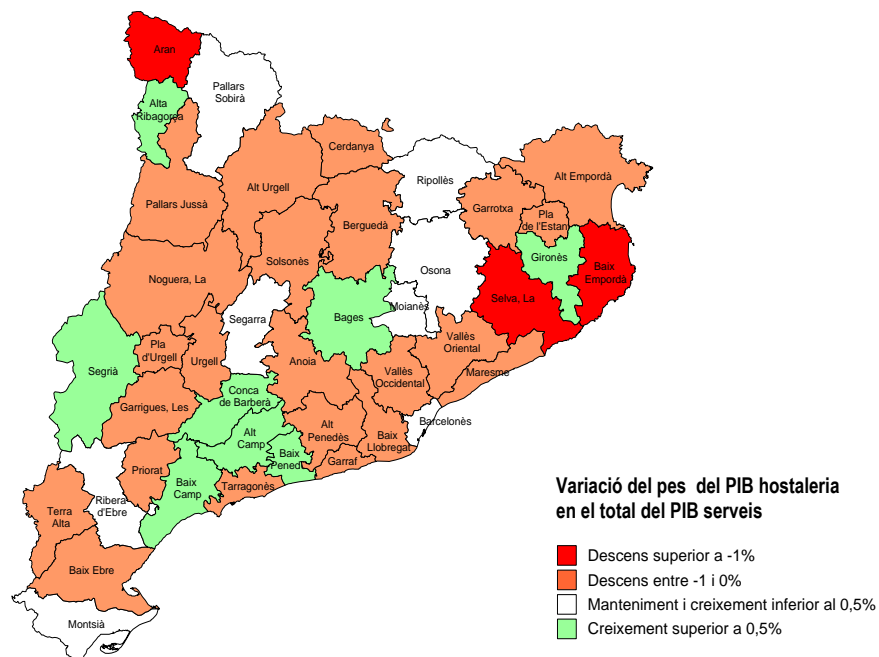 Aran
Pallars
Sobirà
Alta
Ribagorça
Cerdanya
Ripollès
Alt Empordà
Alt Urgell
Garrotxa
Pallars Jussà
Berguedà
Pla
de l'Estan
Gironès
Baix
Empordà
Solsonès
Osona
Noguera, La
Selva, La
Moianès
Segarra
Bages
Vallès
Oriental
Pla
d'Urgell
Urgell
Anoia
Segrià
Vallès
Occidental
Maresme
Conca
de Barberà
Garrigues, Les
Barcelonès
Alt
Camp
Alt
Penedès
Baix
Llobregat
Baix
Pened
Garraf
Priorat
Baix
Camp
Tarragonès
Ribera
d'Ebre
Terra
Alta
Baix Ebre
Montsià
Variació del pes del PIB hostaleria
en el total del PIB serveis
Descens superior a -1%
Descens entre -1 i 0%
Manteniment i creixement inferior al 0,5%
Creixement superior a 0,5%